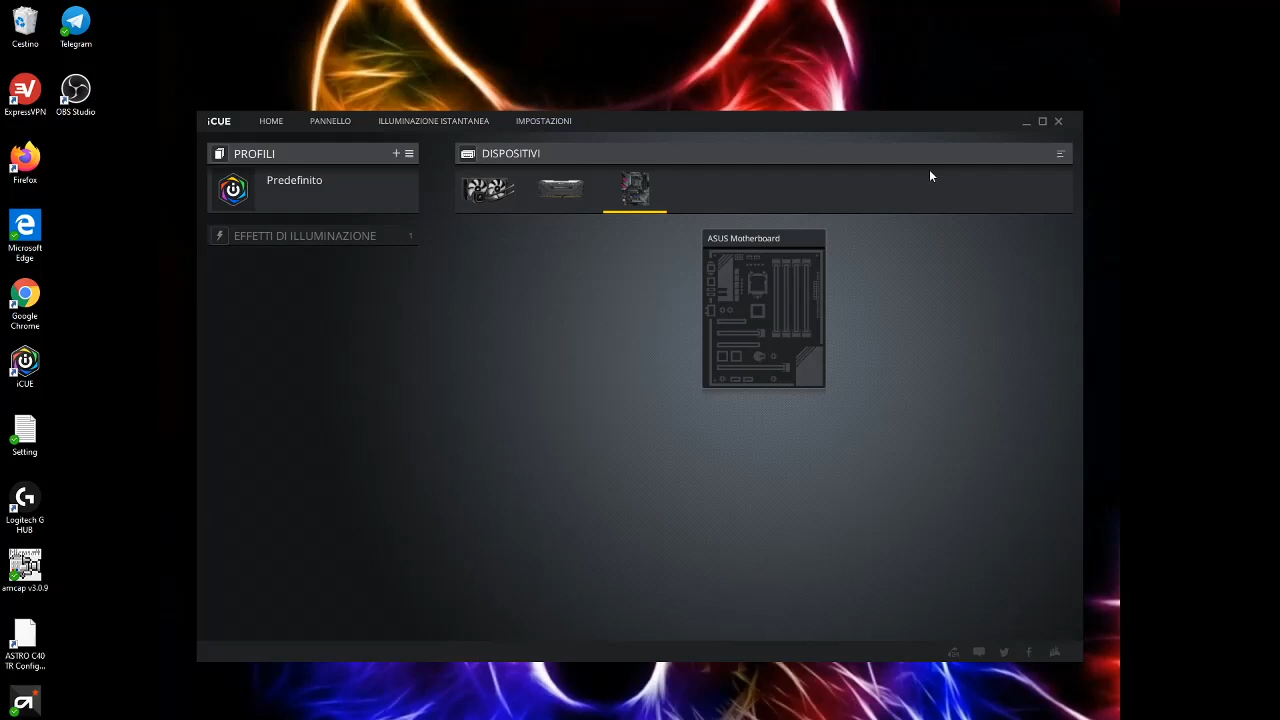 Cestino
Telegram
ExpressVPN
OBS Studio
Firefox
Microsoft
Edge
Google
Chrome
iCUE
Setting
Logitech G
HUB
amcap v3.0.9
ASTRO C40
TR Config...
iCUE
HOME
PANNELLO
ILLUMINAZIONE ISTANTANEA
IMPOSTAZIONI
PROFILI
Predefinito
EFFETTI DI ILLUMINAZIONE
1
DISPOSITIVI
ASUS Motherboard